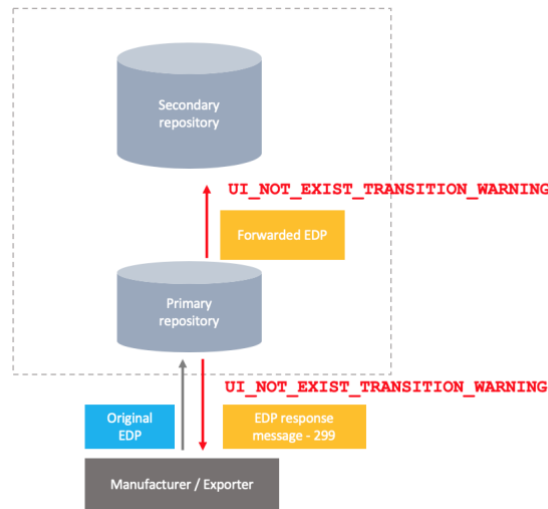 Secondary
repository
UI_NOT_EXIST_TRANSITION_WARNING
Forwarded EDP
Primary
repository
UI_NOT_EXIST_TRANSITION_WARNING
Original
EDP
EDP response
message - 299
Manufacturer / Exporter